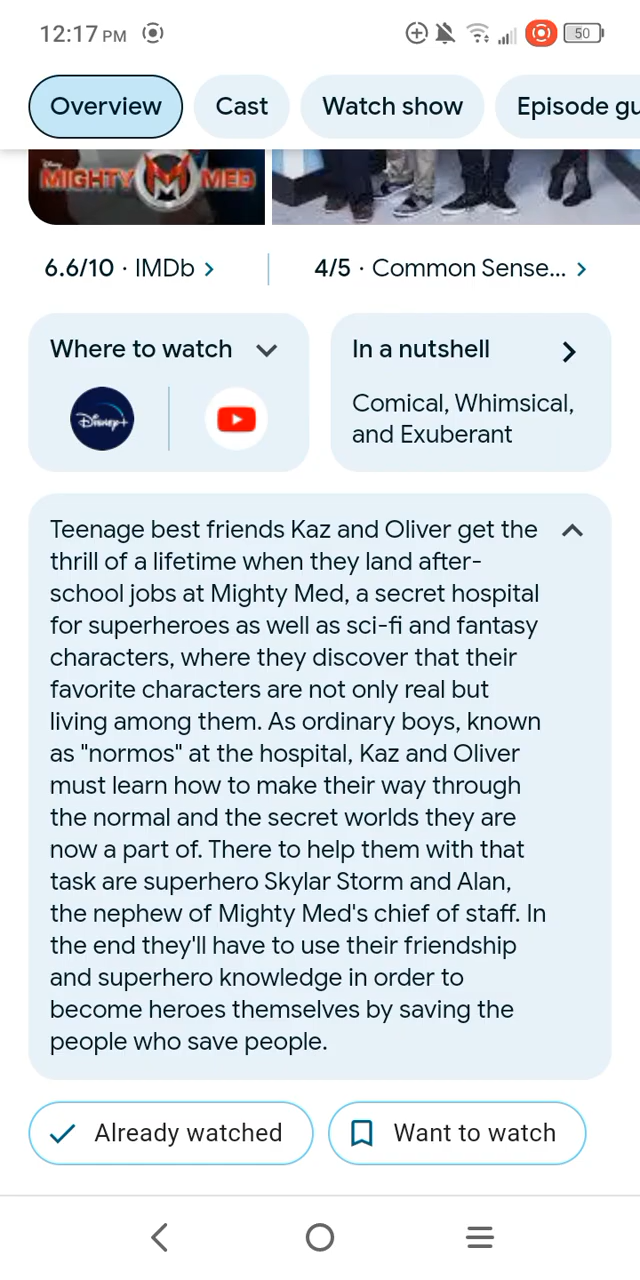 12:17 PM
50
Overview
Cast
Watch show
Episode gu
Disney
MIGHTY M MED
6.6/10 · IMDb
4/5 · Common Sense...
Where to watch
In a nutshell
Disney+
Comical, Whimsical,
and Exuberant
Teenage best friends Kaz and Oliver get the
thrill of a lifetime when they land after-
school jobs at Mighty Med, a secret hospital
for superheroes as well as sci-fi and fantasy
characters, where they discover that their
favorite characters are not only real but
living among them. As ordinary boys, known
as "normos" at the hospital, Kaz and Oliver
must learn how to make their way through
the normal and the secret worlds they are
now a part of. There to help them with that
task are superhero Skylar Storm and Alan,
the nephew of Mighty Med's chief of staff. In
the end they'll have to use their friendship
and superhero knowledge in order to
become heroes themselves by saving the
people who save people.
Already watched
Want to watch